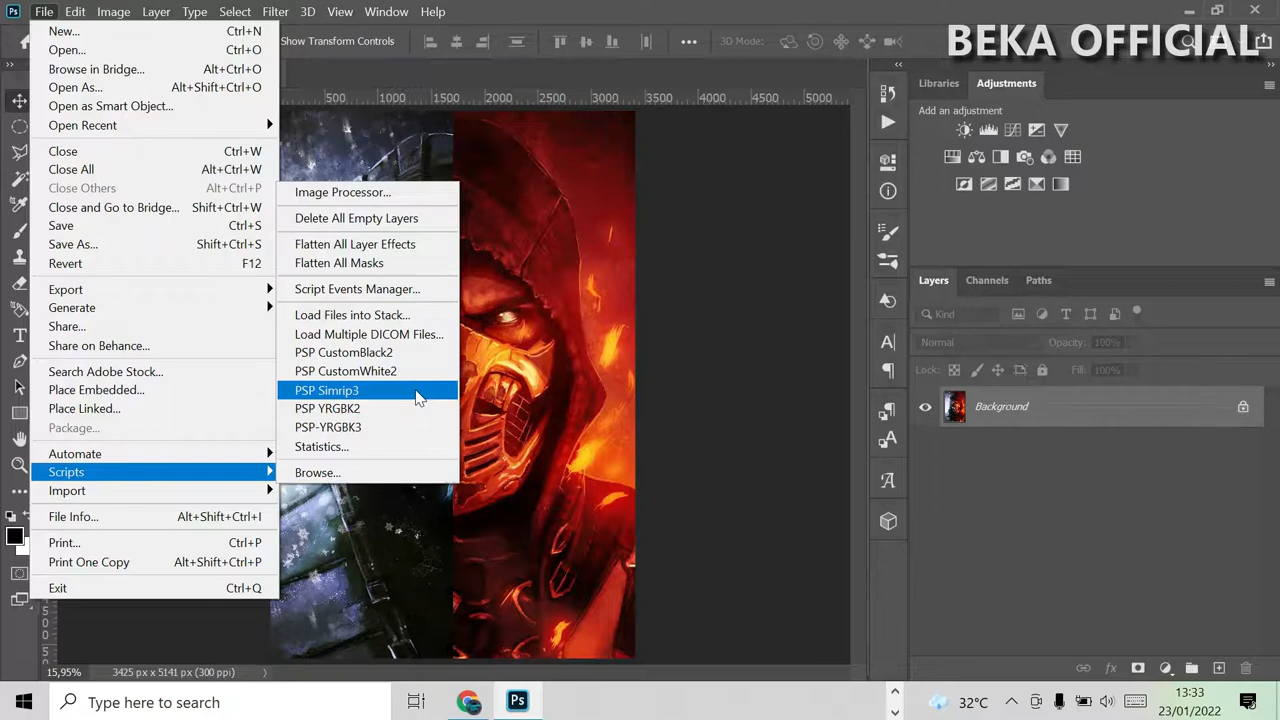 Ps File Edit Image Layer Type Select Filter 3D View Window Help
BEKA OFFICIAL
Show Transform Controls
3D Mode:
New... Ctrl+N
Open... Ctrl+O
Browse in Bridge... Alt+Ctrl+O
Open As... Alt+Shift+Ctrl+O
Open as Smart Object...
Open Recent
Close Ctrl+W
Close All Alt+Ctrl+W
Close Others Alt+Ctrl+P
Close and Go to Bridge... Shift+Ctrl+W
Save Ctrl+S
Save As... Shift+Ctrl+S
Revert F12
Export
Generate
Share...
Share on Behance...
Search Adobe Stock...
Place Embedded...
Place Linked...
Package...
Automate
Scripts
Import
File Info... Alt+Shift+Ctrl+I
Print... Ctrl+P
Print One Copy Alt+Shift+Ctrl+P
Exit Ctrl+Q
Image Processor...
Delete All Empty Layers
Flatten All Layer Effects
Flatten All Masks
Script Events Manager...
Load Files into Stack...
Load Multiple DICOM Files...
PSP CustomBlack2
PSP CustomWhite2
PSP Simrip3
PSP YRGBK2
PSP-YRGBK3
Statistics...
Browse...
500 1000 1500 2000 2500 3000 3500 4000 4500 5000
Libraries Adjustments
Add an adjustment
Layers Channels Paths
Kind
Normal Opacity: 100%
Lock: Fill: 100%
Background
5
0
5
0
15,95% 3425 px x 5141 px (300 ppi)
Type here to search
Ps
32°C
13:33
23/01/2022